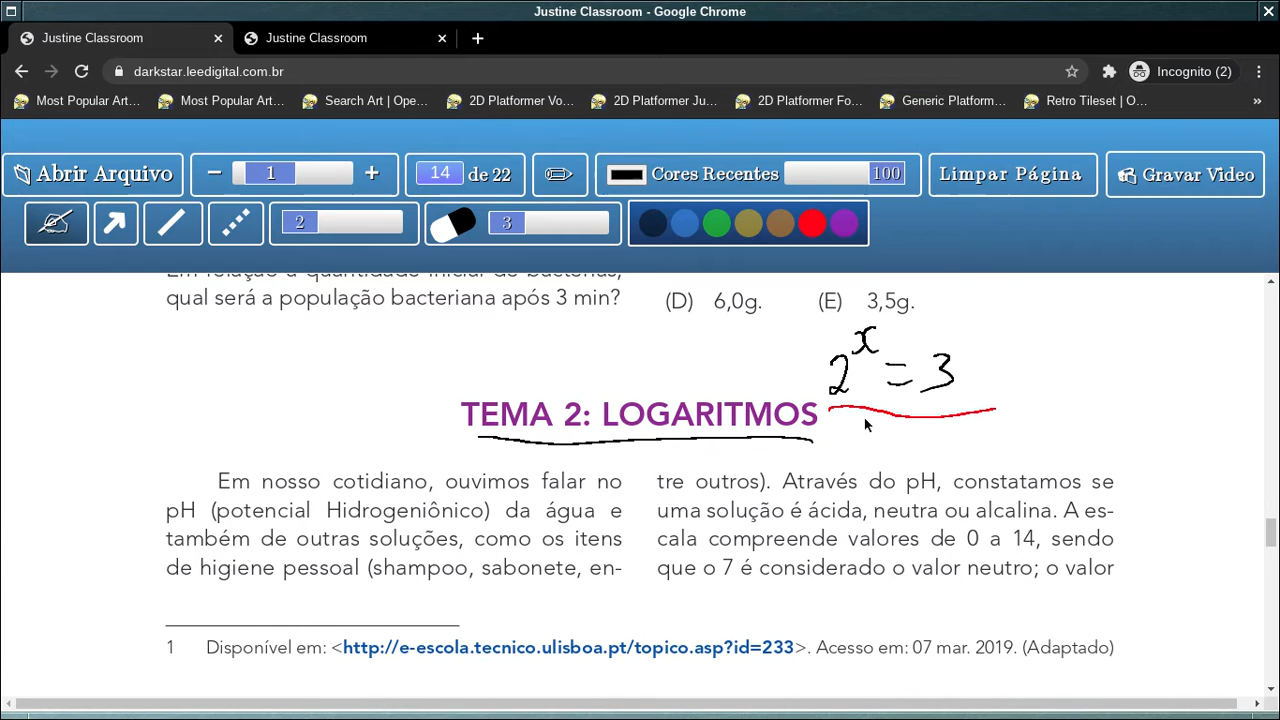 Justine Classroom - Google Chrome
Justine Classroom
Justine Classroom
darkstar.leedigital.com.br
Incognito (2)
Most Popular Art...
Most Popular Art...
Search Art | Ope...
2D Platformer Vo...
2D Platformer Ju...
2D Platformer Fo...
Generic Platform...
Retro Tileset | O...
Abrir Arquivo
1
14 de 22
Cores Recentes
100
Limpar Página
Gravar Video
2
3
Em relação à quantidade inicial de bactérias,
qual será a população bacteriana após 3 min?
(D) 6,0g. (E) 3,5g.
2^x = 3
TEMA 2: LOGARITMOS
Em nosso cotidiano, ouvimos falar no
pH (potencial Hidrogeniônico) da água e
também de outras soluções, como os itens
de higiene pessoal (shampoo, sabonete, en-
tre outros). Através do pH, constatamos se
uma solução é ácida, neutra ou alcalina. A es-
cala compreende valores de 0 a 14, sendo
que o 7 é considerado o valor neutro; o valor
1 Disponível em: <http://e-escola.tecnico.ulisboa.pt/topico.asp?id=233>. Acesso em: 07 mar. 2019. (Adaptado)